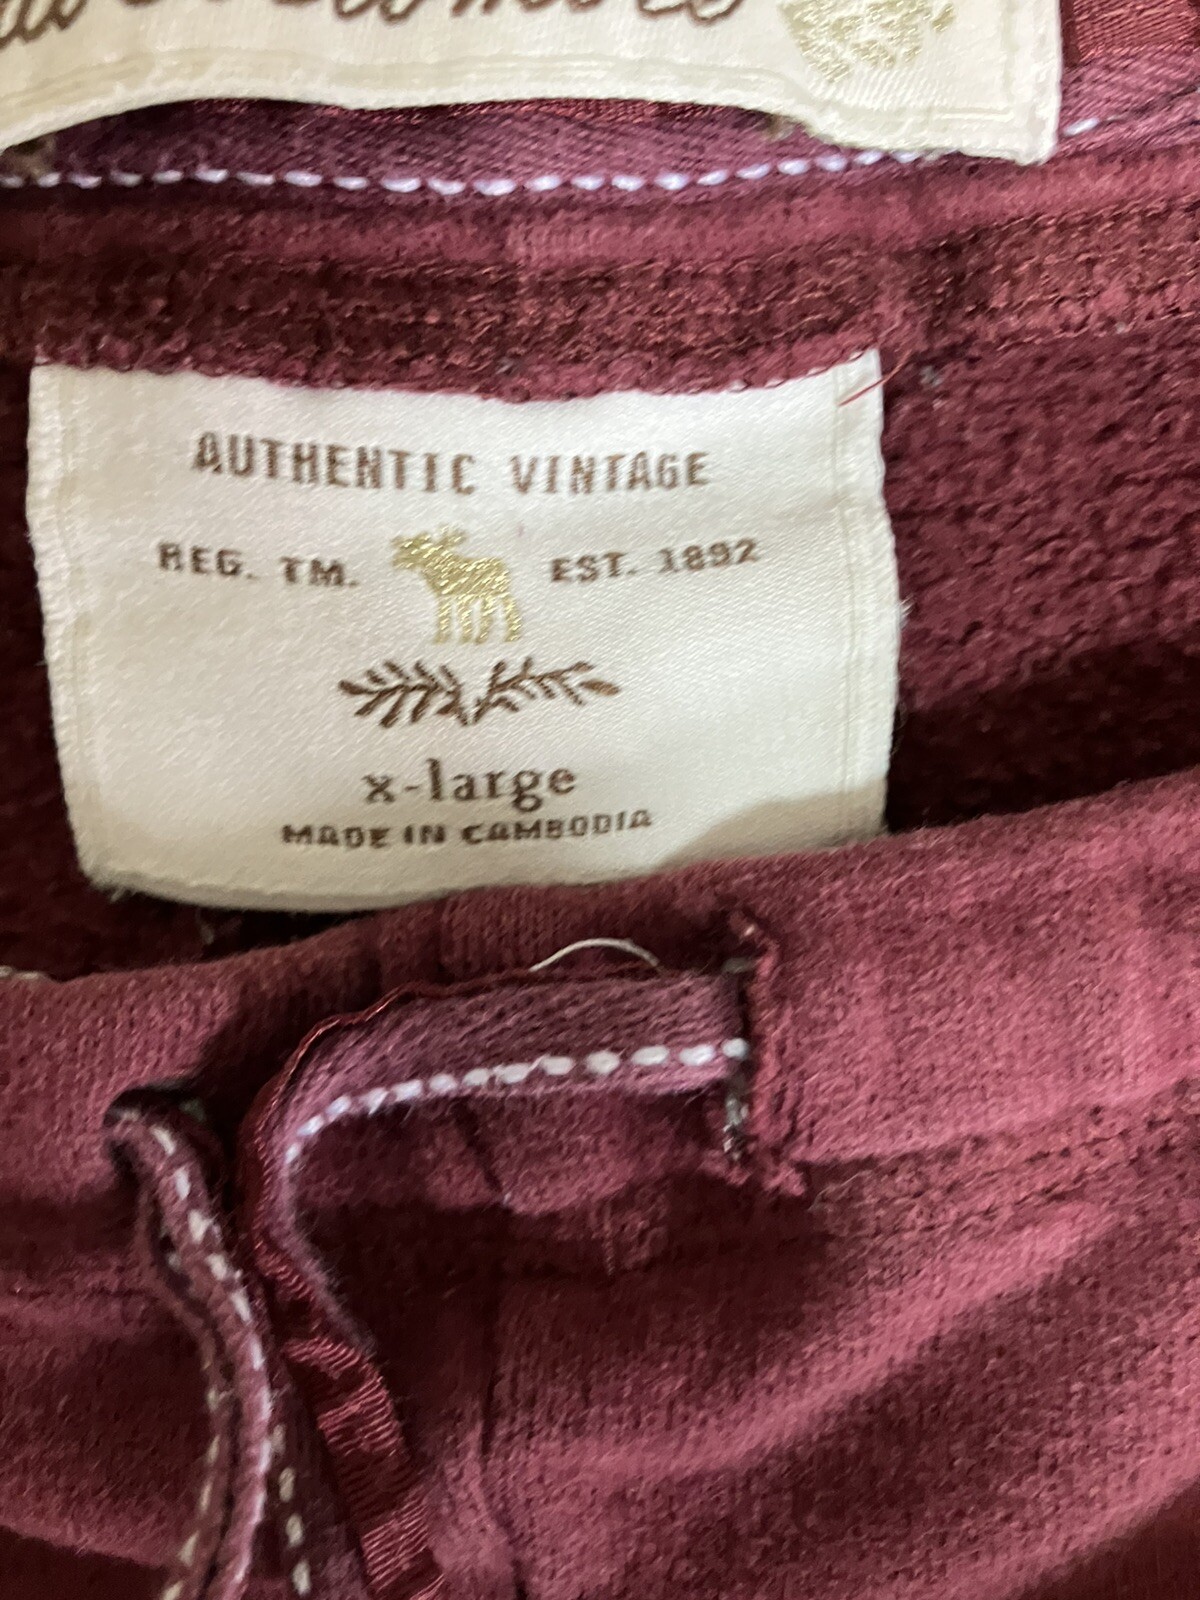 AUTHENTIC VINTAGE
REG. TM. EST. 1892
x-large
MADE IN CAMBODIA